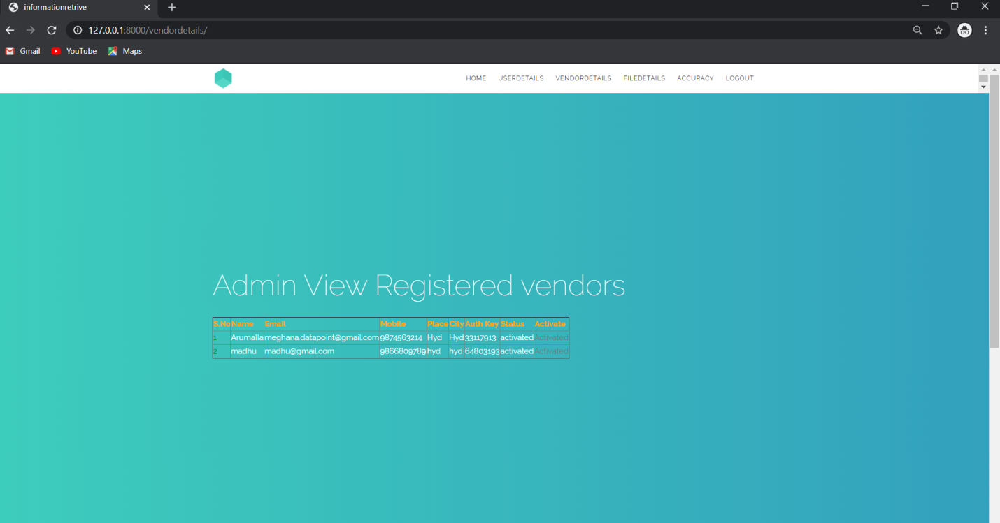 informationretrive
127.0.0.1:8000/vendordetails/
Gmail YouTube Maps
HOME USERDETAILS VENDORDETAILS FILEDETAILS ACCURACY LOGOUT
Admin View Registered vendors
S.No Name Email Mobile Place City Auth Key Status Activate
1 Arumalla meghana.datapoint@gmail.com 9874563214 Hyd Hyd 33117913 activated Activated
2 madhu madhu@gmail.com 9866809789 hyd hyd 64803193 activated Activated